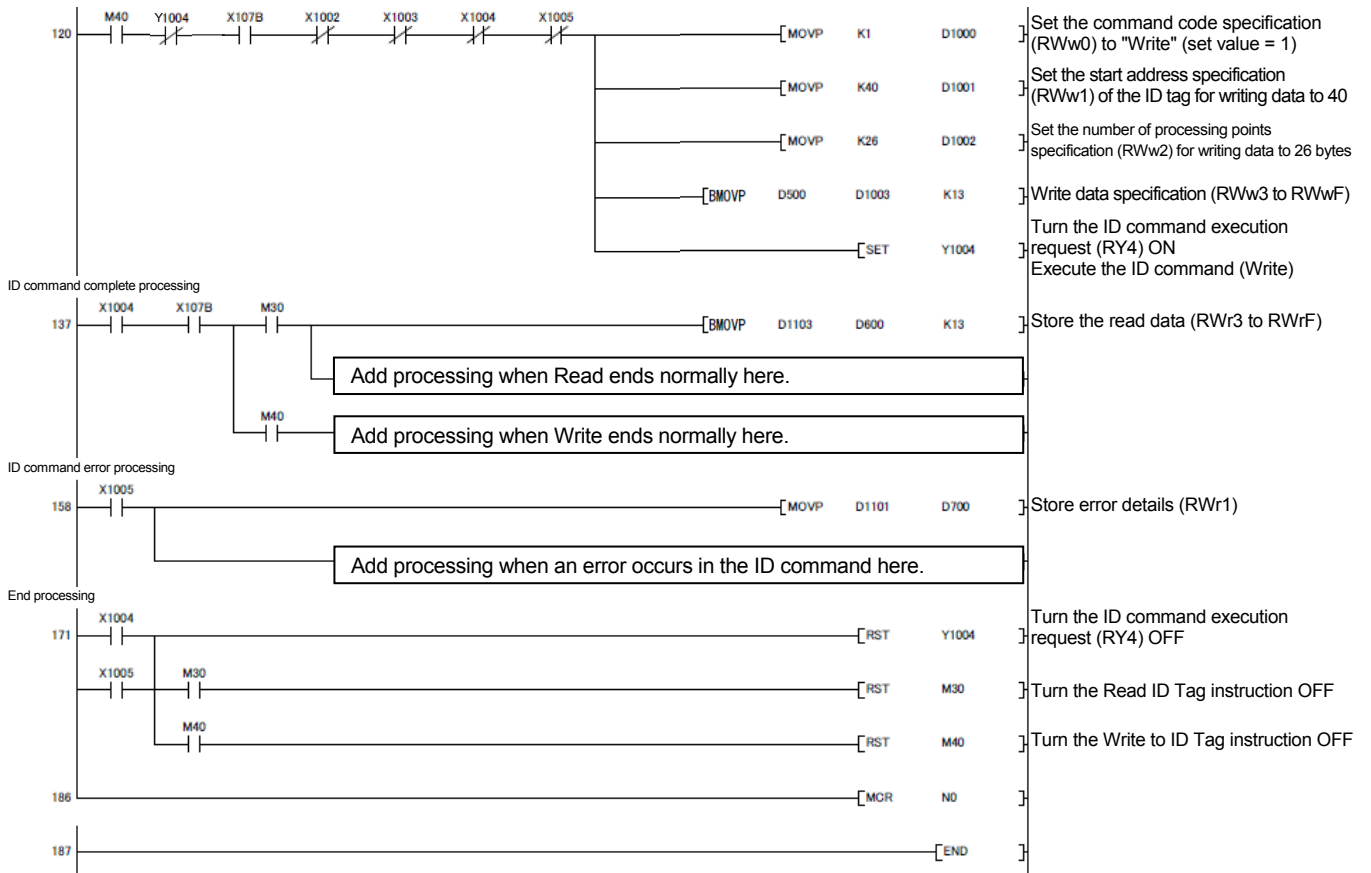 M40 Y1004 X107B X1002 X1003 X1004 X1005
120 MOVP K1 D1000 Set the command code specification
(RWw0) to "Write" (set value = 1)
MOVP K40 D1001 Set the start address specification
(RWw1) of the ID tag for writing data to 40
MOVP K26 D1002 Set the number of processing points
specification (RWw2) for writing data to 26 bytes
BMOVP D500 D1003 K13 Write data specification (RWw3 to RWwF)
SET Y1004 Turn the ID command execution
request (RY4) ON
Execute the ID command (Write)
ID command complete processing
X1004 X107B M30
137 BMOVP D1103 D600 K13 Store the read data (RWr3 to RWrF)
Add processing when Read ends normally here.
M40
Add processing when Write ends normally here.
ID command error processing
X1005
158 MOVP D1101 D700 Store error details (RWr1)
Add processing when an error occurs in the ID command here.
End processing
X1004
171 RST Y1004 Turn the ID command execution
request (RY4) OFF
X1005 M30
RST M30 Turn the Read ID Tag instruction OFF
M40
RST M40 Turn the Write to ID Tag instruction OFF
186 MCR N0
187 END